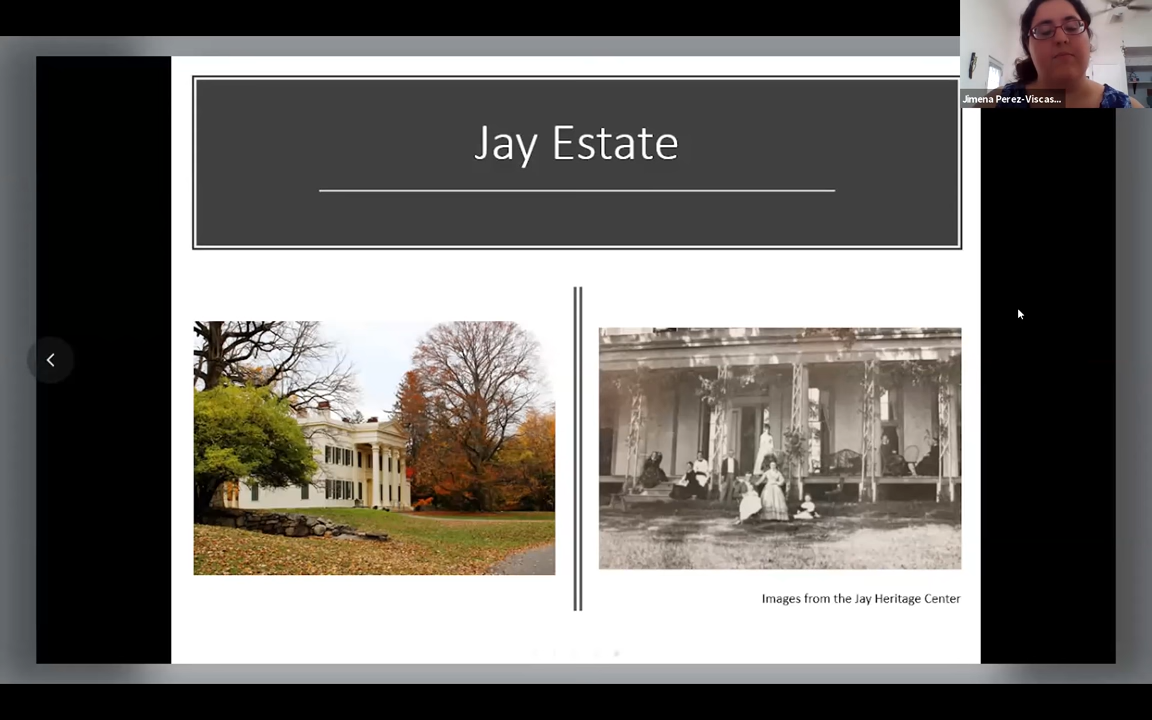 Jay Estate
Jimena Perez-Viscas...
Images from the Jay Heritage Center